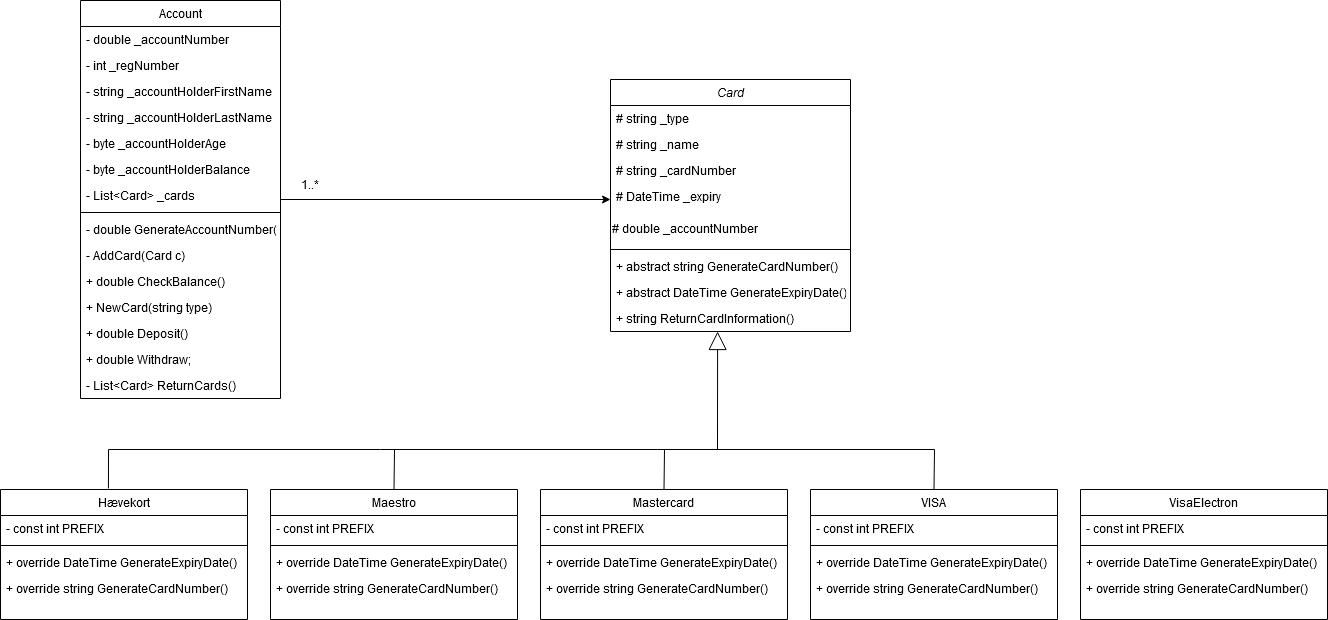 Account
- double _accountNumber
- int _regNumber
- string _accountHolderFirstName
- string _accountHolderLastName
- byte _accountHolderAge
- byte _accountHolderBalance
- List<Card> _cards
- double GenerateAccountNumber(
- AddCard(Card c)
+ double CheckBalance()
+ NewCard(string type)
+ double Deposit()
+ double Withdraw;
- List<Card> ReturnCards()
1..*
Card
# string _type
# string _name
# string _cardNumber
# DateTime _expiry
# double _accountNumber
+ abstract string GenerateCardNumber()
+ abstract DateTime GenerateExpiryDate()
+ string ReturnCardInformation()
Hævekort
- const int PREFIX
+ override DateTime GenerateExpiryDate()
+ override string GenerateCardNumber()
Maestro
- const int PREFIX
+ override DateTime GenerateExpiryDate()
+ override string GenerateCardNumber()
Mastercard
- const int PREFIX
+ override DateTime GenerateExpiryDate()
+ override string GenerateCardNumber()
VISA
- const int PREFIX
+ override DateTime GenerateExpiryDate()
+ override string GenerateCardNumber()
VisaElectron
- const int PREFIX
+ override DateTime GenerateExpiryDate()
+ override string GenerateCardNumber()